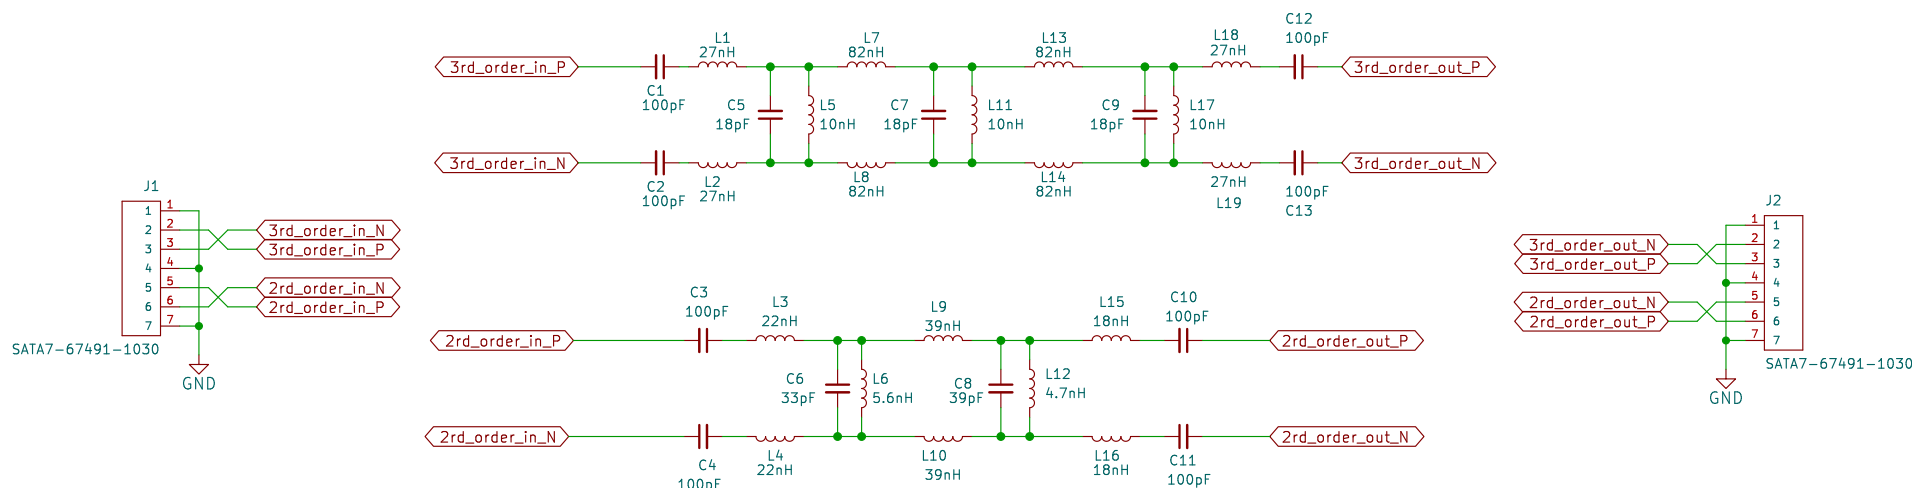 C12
100pF
L1
27nH
L7
82nH
L13
82nH
L18
27nH
3rd_order_in_P
3rd_order_out_P
C1
100pF
C5
18pF
L5
10nH
C7
18pF
L11
10nH
C9
18pF
L17
10nH
3rd_order_in_N
3rd_order_out_N
C2
100pF
L2
27nH
L8
82nH
L14
82nH
27nH
L19
100pF
C13
J1
1 1
2 2
3 3
4 4
5 5
6 6
7 7
3rd_order_in_N
3rd_order_in_P
2rd_order_in_N
2rd_order_in_P
SATA7-67491-1030
GND
J2
1 1
2 2
3 3
4 4
5 5
6 6
7 7
3rd_order_out_N
3rd_order_out_P
2rd_order_out_N
2rd_order_out_P
SATA7-67491-1030
GND
C3
100pF
L3
22nH
L9
39nH
L15
18nH
C10
100pF
2rd_order_in_P
2rd_order_out_P
C6
33pF
L6
5.6nH
C8
39pF
L12
4.7nH
2rd_order_in_N
2rd_order_out_N
C4
100pF
L4
22nH
L10
39nH
L16
18nH
C11
100pF